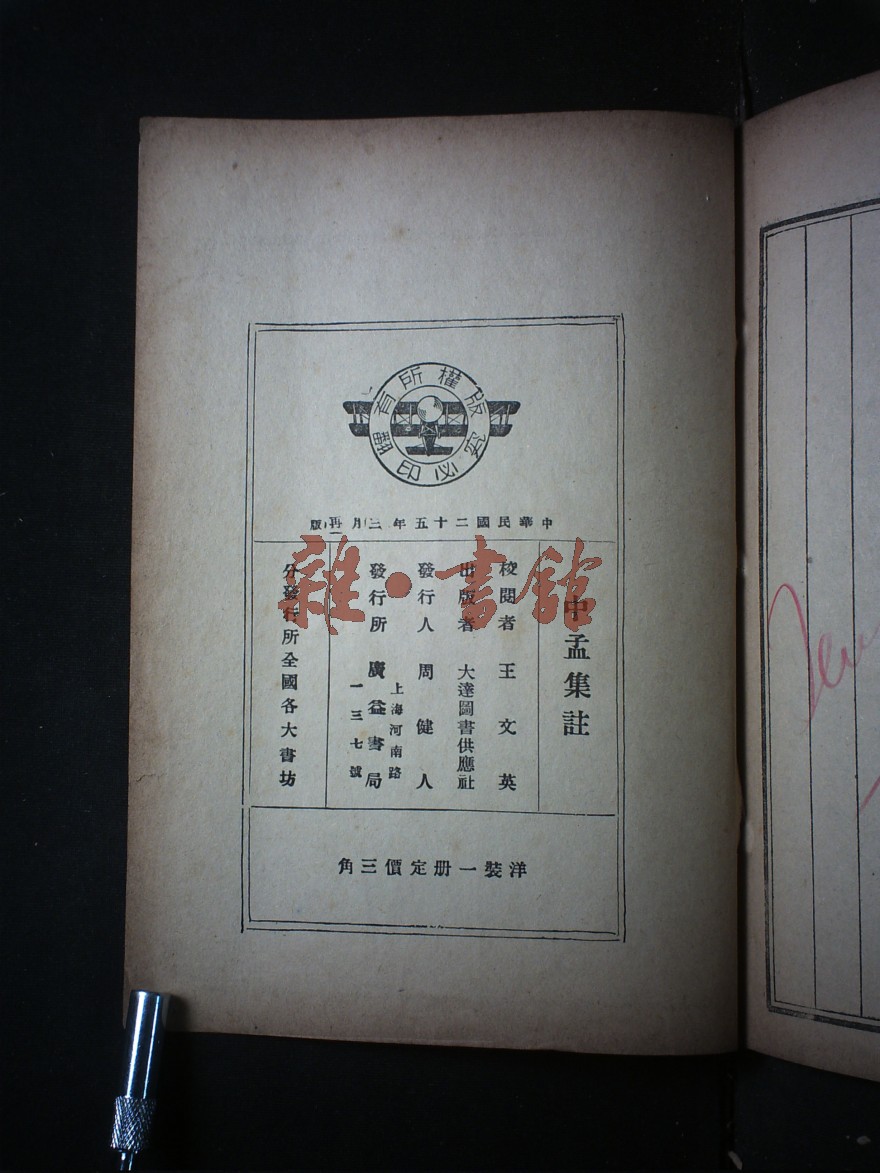 版權所有
翻印必究
中華民國二十五年三月再版
中孟集註
校閱者 王文英
出版者 大達圖書供應社
發行人 周健人
發行所 廣益書局
上海河南路
一三七號
分發行所全國各大書坊
洋裝一册定價三角
雜·書館